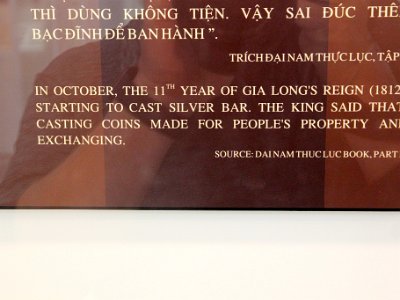 THÌ DÙNG KHÔNG TIỆN. VẬY SAI ĐÚC THÊ
BẠC ĐĨNH ĐỂ BAN HÀNH ”.
TRÍCH ĐẠI NAM THỰC LỤC, TẬP
IN OCTOBER, THE 11TH YEAR OF GIA LONG'S REIGN (1812
STARTING TO CAST SILVER BAR. THE KING SAID THAT
CASTING COINS MADE FOR PEOPLE'S PROPERTY AN
EXCHANGING.
SOURCE: DAI NAM THUC LUC BOOK, PART